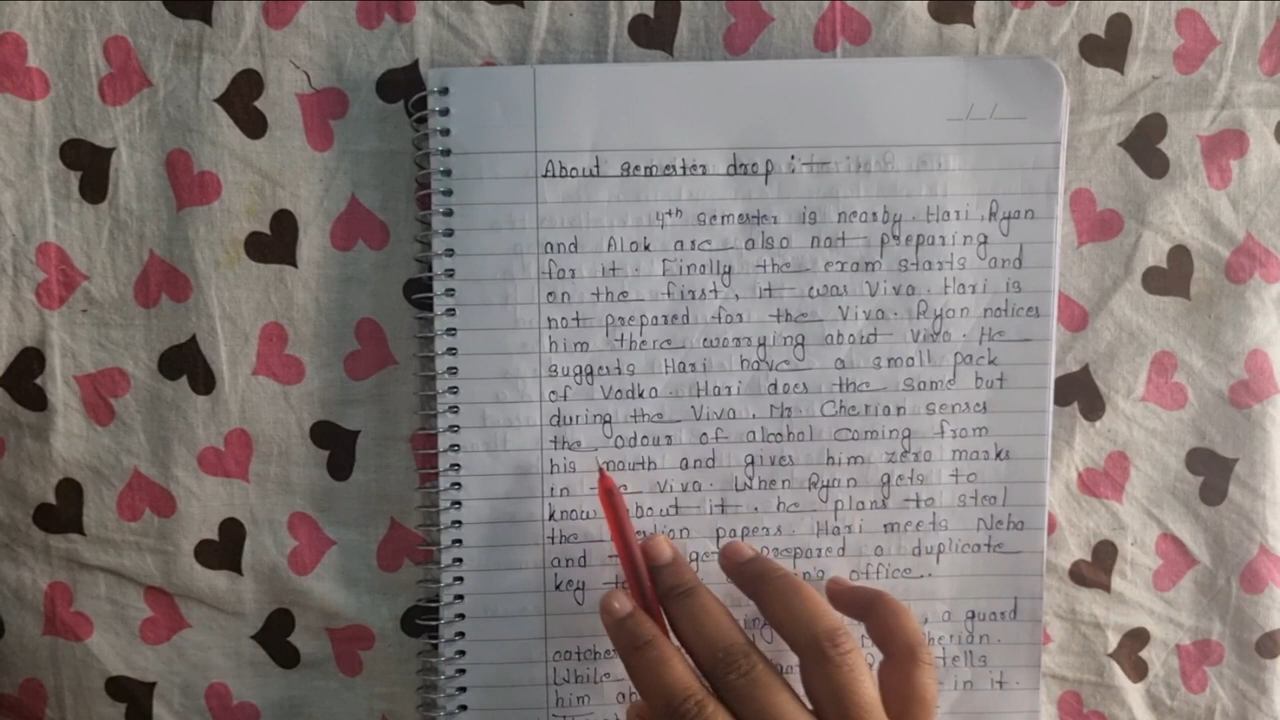 _/_/_
About semester drop :-
4th semester is nearby. Hari, Ryan
and Alok are also not preparing
for it. Finally the exam starts and
on the first, it was Viva. Hari is
not prepared for the Viva. Ryan notices
him there worrying about Viva. He
suggests Hari have a small pack
of Vodka. Hari does the same but
during the Viva. Mr. Cherian senses
the odour of alcohol coming from
his mouth and gives him zero marks
in Viva. When Ryan gets to
know about it, he plans to steal
the papers. Hari meets Neha
and prepared a duplicate
key office.
, a guard
While tells
him in it.